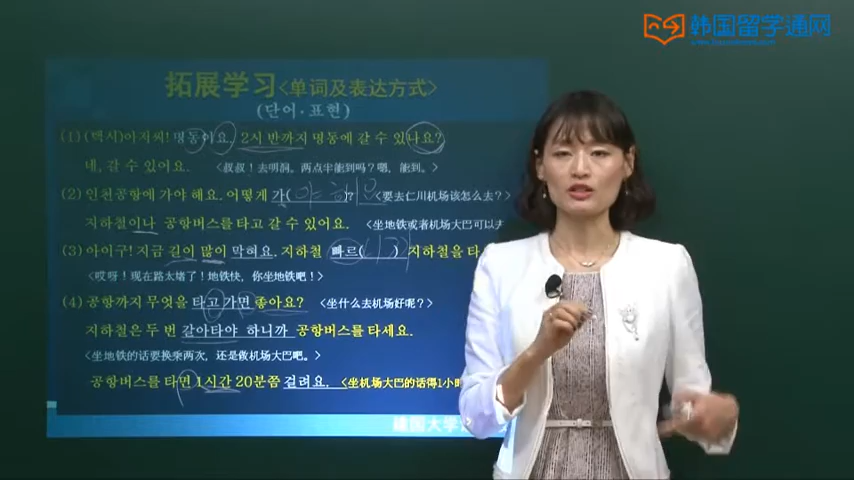 韩国留学通网
拓展学习<单词及表达方式>
(단어·표현)
(1) (택시)아저씨! 명동이요. 2시 반까지 명동에 갈 수 있나요?
네, 갈 수 있어요. <叔叔！去明洞。两点半能到吗？嗯，能到。>
(2) 인천공항에 가야 해요. 어떻게 가(야 해요)? <要去仁川机场该怎么去？>
지하철이나 공항버스를 타고 갈 수 있어요. <坐地铁或者机场大巴可以去
(3) 아이구! 지금 길이 많이 막혀요. 지하철 빠르( ) 지하철을 타
<哎呀！现在路太堵了！地铁快，你坐地铁吧！>
(4) 공항까지 무엇을 타고 가면 좋아요? <坐什么去机场好呢？>
지하철은 두 번 갈아타야 하니까 공항버스를 타세요.
<坐地铁的话要换乘两次，还是做机场大巴吧。>
공항버스를 타면 1시간 20분쯤 걸려요. <坐机场大巴的话得1小时
建国大学